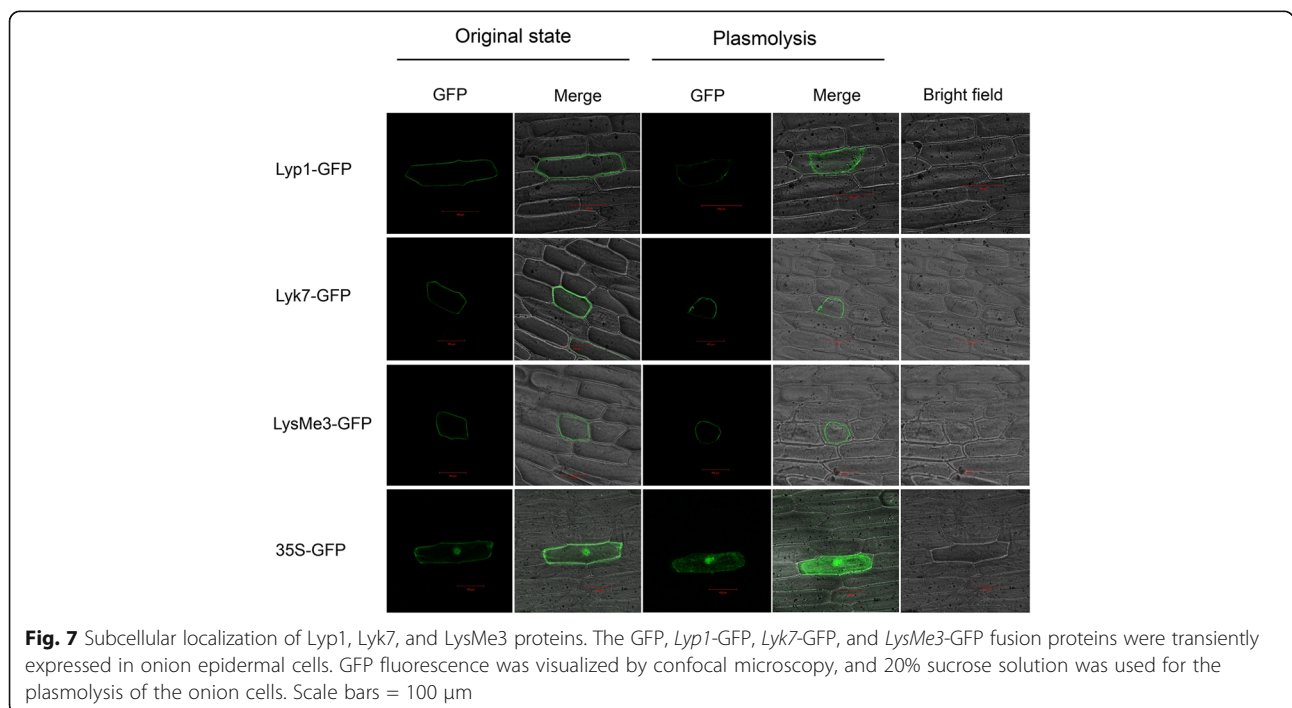 Original state Plasmolysis
GFP Merge GFP Merge Bright field
Lyp1-GFP
Lyk7-GFP
LysMe3-GFP
35S-GFP
Fig. 7 Subcellular localization of Lyp1, Lyk7, and LysMe3 proteins. The GFP, Lyp1-GFP, Lyk7-GFP, and LysMe3-GFP fusion proteins were transiently
expressed in onion epidermal cells. GFP fluorescence was visualized by confocal microscopy, and 20% sucrose solution was used for the
plasmolysis of the onion cells. Scale bars = 100 μm